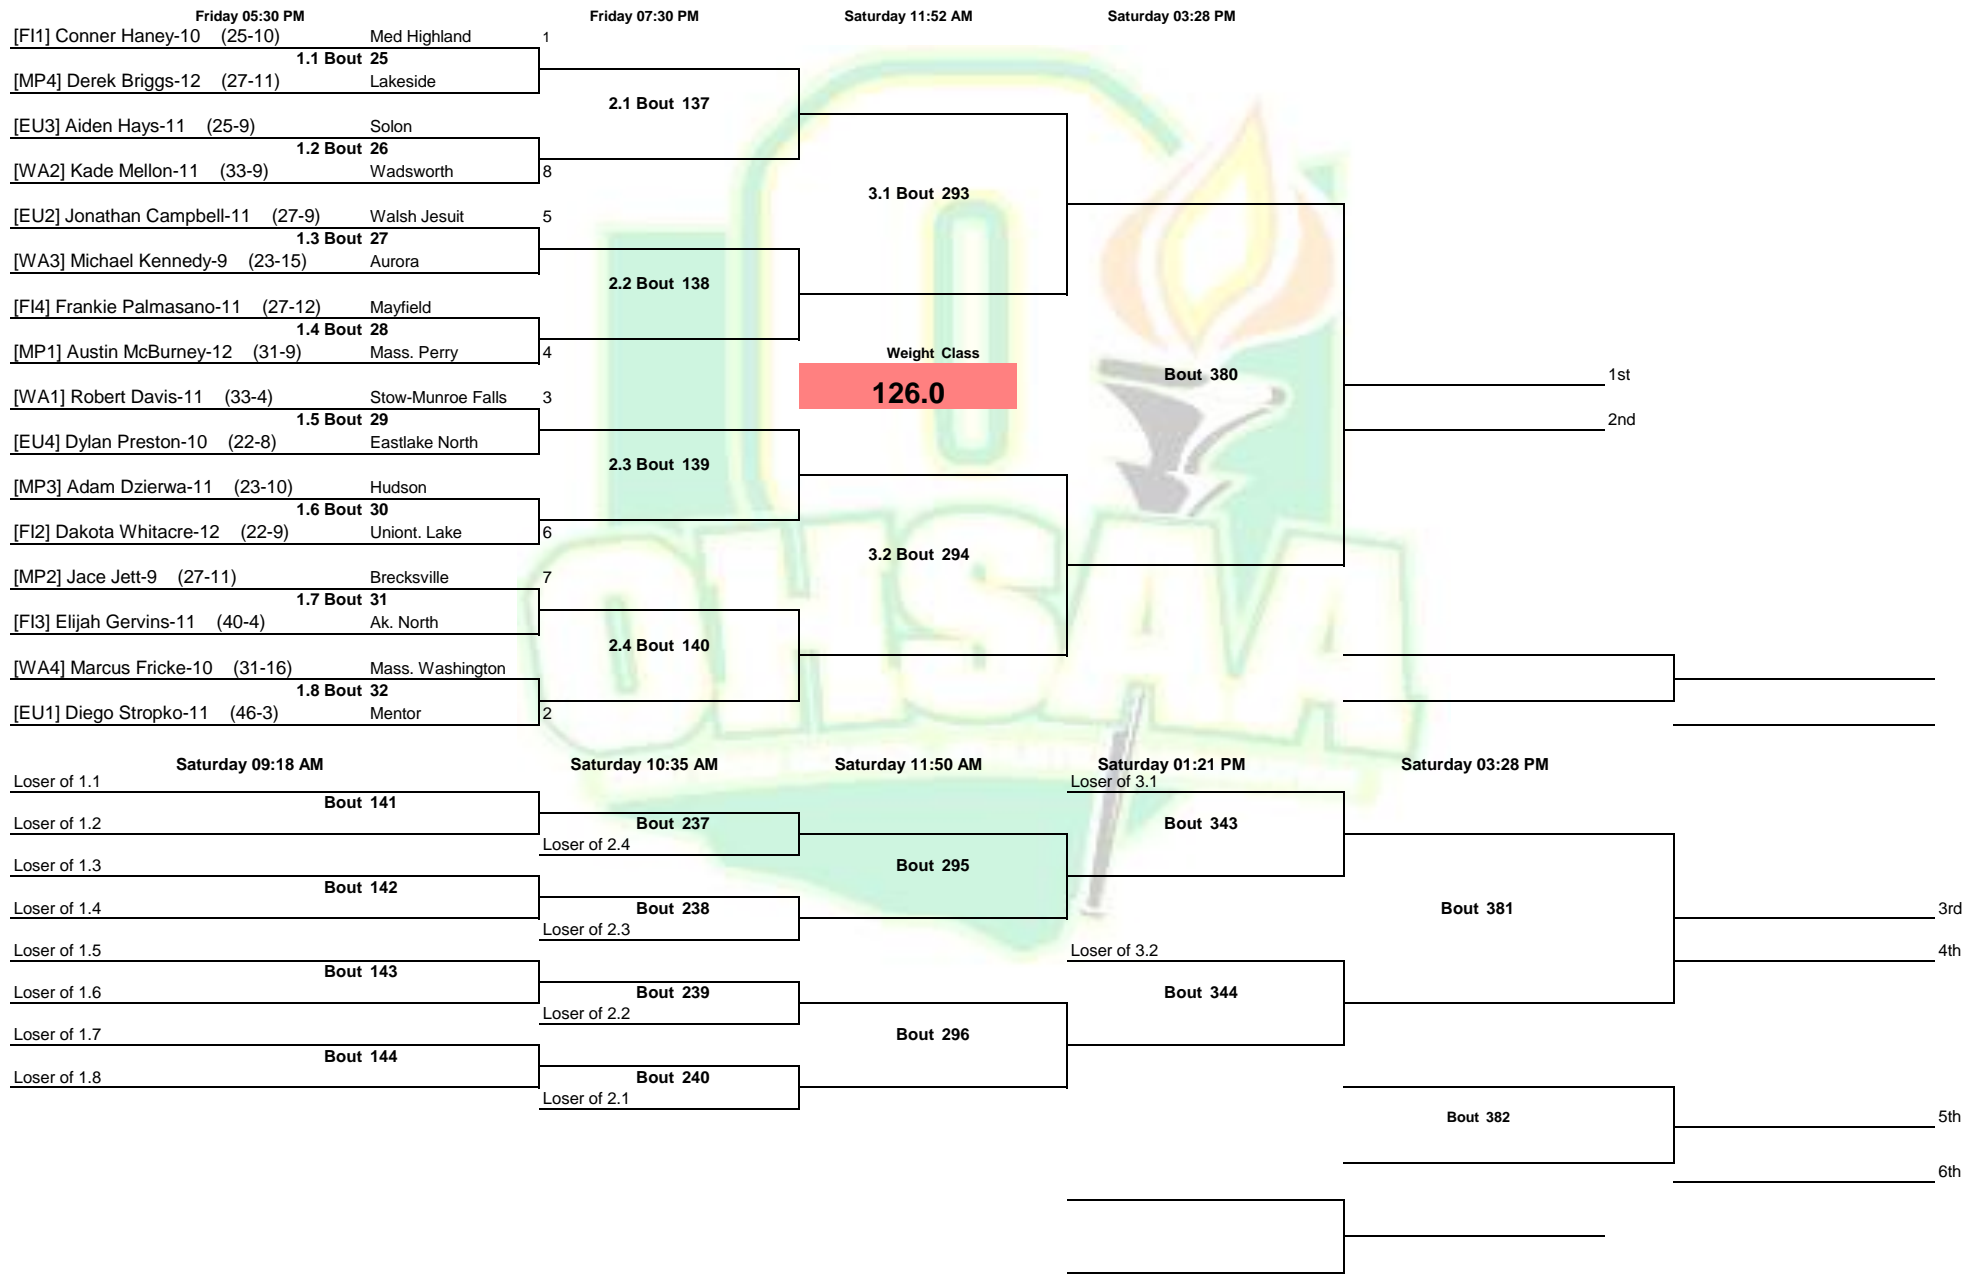 Friday 05:30 PM Friday 07:30 PM Saturday 11:52 AM Saturday 03:28 PM
[FI1] Conner Haney-10 (25-10) Med Highland 1
1.1 Bout 25
[MP4] Derek Briggs-12 (27-11) Lakeside
2.1 Bout 137
[EU3] Aiden Hays-11 (25-9) Solon
1.2 Bout 26
[WA2] Kade Mellon-11 (33-9) Wadsworth 8
3.1 Bout 293
[EU2] Jonathan Campbell-11 (27-9) Walsh Jesuit 5
1.3 Bout 27
[WA3] Michael Kennedy-9 (23-15) Aurora
2.2 Bout 138
[FI4] Frankie Palmasano-11 (27-12) Mayfield
1.4 Bout 28
[MP1] Austin McBurney-12 (31-9) Mass. Perry 4
Weight Class
126.0
Bout 380
1st
[WA1] Robert Davis-11 (33-4) Stow-Munroe Falls 3
1.5 Bout 29
2nd
[EU4] Dylan Preston-10 (22-8) Eastlake North
2.3 Bout 139
[MP3] Adam Dzierwa-11 (23-10) Hudson
1.6 Bout 30
[FI2] Dakota Whitacre-12 (22-9) Uniont. Lake 6
3.2 Bout 294
[MP2] Jace Jett-9 (27-11) Brecksville 7
1.7 Bout 31
[FI3] Elijah Gervins-11 (40-4) Ak. North
2.4 Bout 140
[WA4] Marcus Fricke-10 (31-16) Mass. Washington
1.8 Bout 32
[EU1] Diego Stropko-11 (46-3) Mentor 2
OHSAA
Saturday 09:18 AM Saturday 10:35 AM Saturday 11:50 AM Saturday 01:21 PM Saturday 03:28 PM
Loser of 1.1 Loser of 3.1
Bout 141
Loser of 1.2 Bout 237 Bout 343
Loser of 2.4
Loser of 1.3 Bout 295
Bout 142
Loser of 1.4 Bout 238 Bout 381 3rd
Loser of 2.3
Loser of 1.5 Loser of 3.2 4th
Bout 143
Loser of 1.6 Bout 239 Bout 344
Loser of 2.2
Loser of 1.7 Bout 296
Bout 144
Loser of 1.8 Bout 240
Loser of 2.1
Bout 382 5th
6th